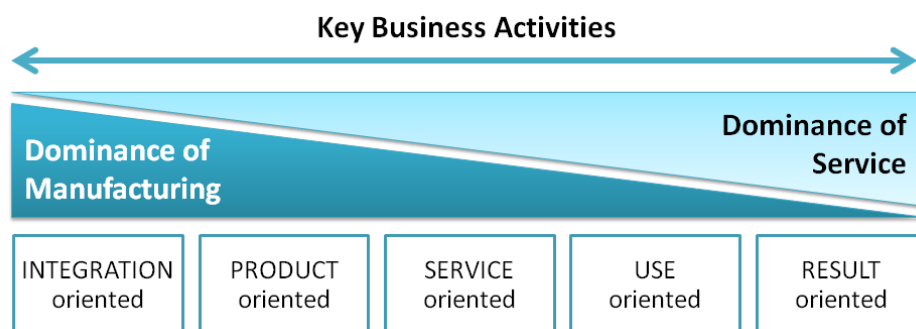 Key Business Activities
Dominance of
Manufacturing
Dominance of
Service
INTEGRATION
oriented
PRODUCT
oriented
SERVICE
oriented
USE
oriented
RESULT
oriented